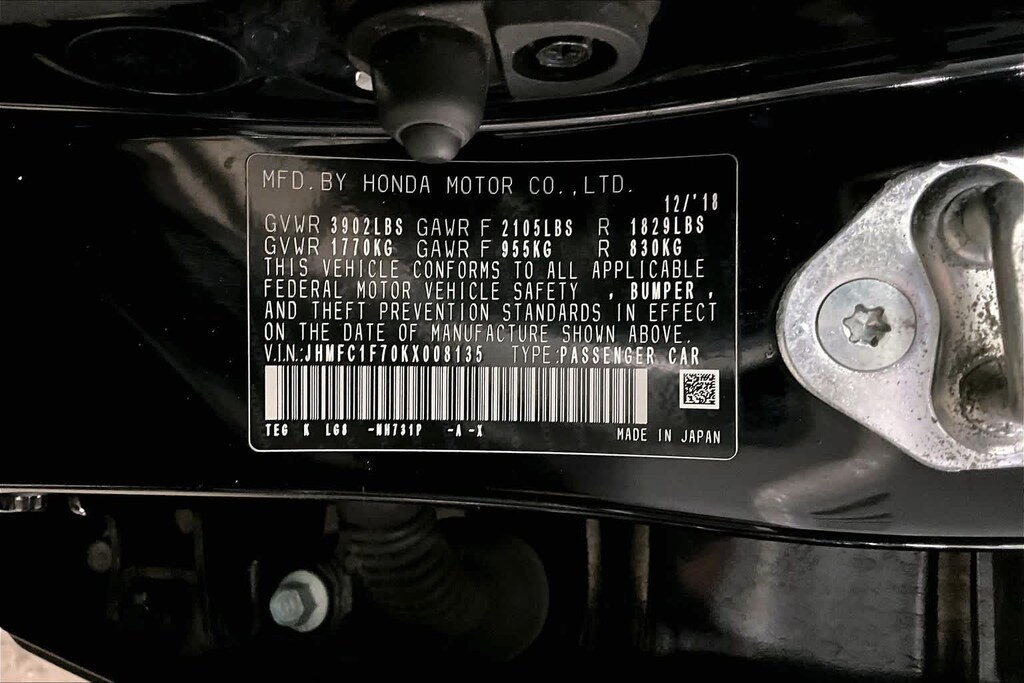 MFD. BY HONDA MOTOR CO., LTD.
12/'18
GVWR 3902LBS GAWR F 2105LBS R 1829LBS
GVWR 1770KG GAWR F 955KG R 830KG
THIS VEHICLE CONFORMS TO ALL APPLICABLE
FEDERAL MOTOR VEHICLE SAFETY , BUMPER ,
AND THEFT PREVENTION STANDARDS IN EFFECT
ON THE DATE OF MANUFACTURE SHOWN ABOVE.
V.I.N.:JHMFC1F70KX008135 TYPE:PASSENGER CAR
TEG K LG8 -NH731P -A -X
MADE IN JAPAN